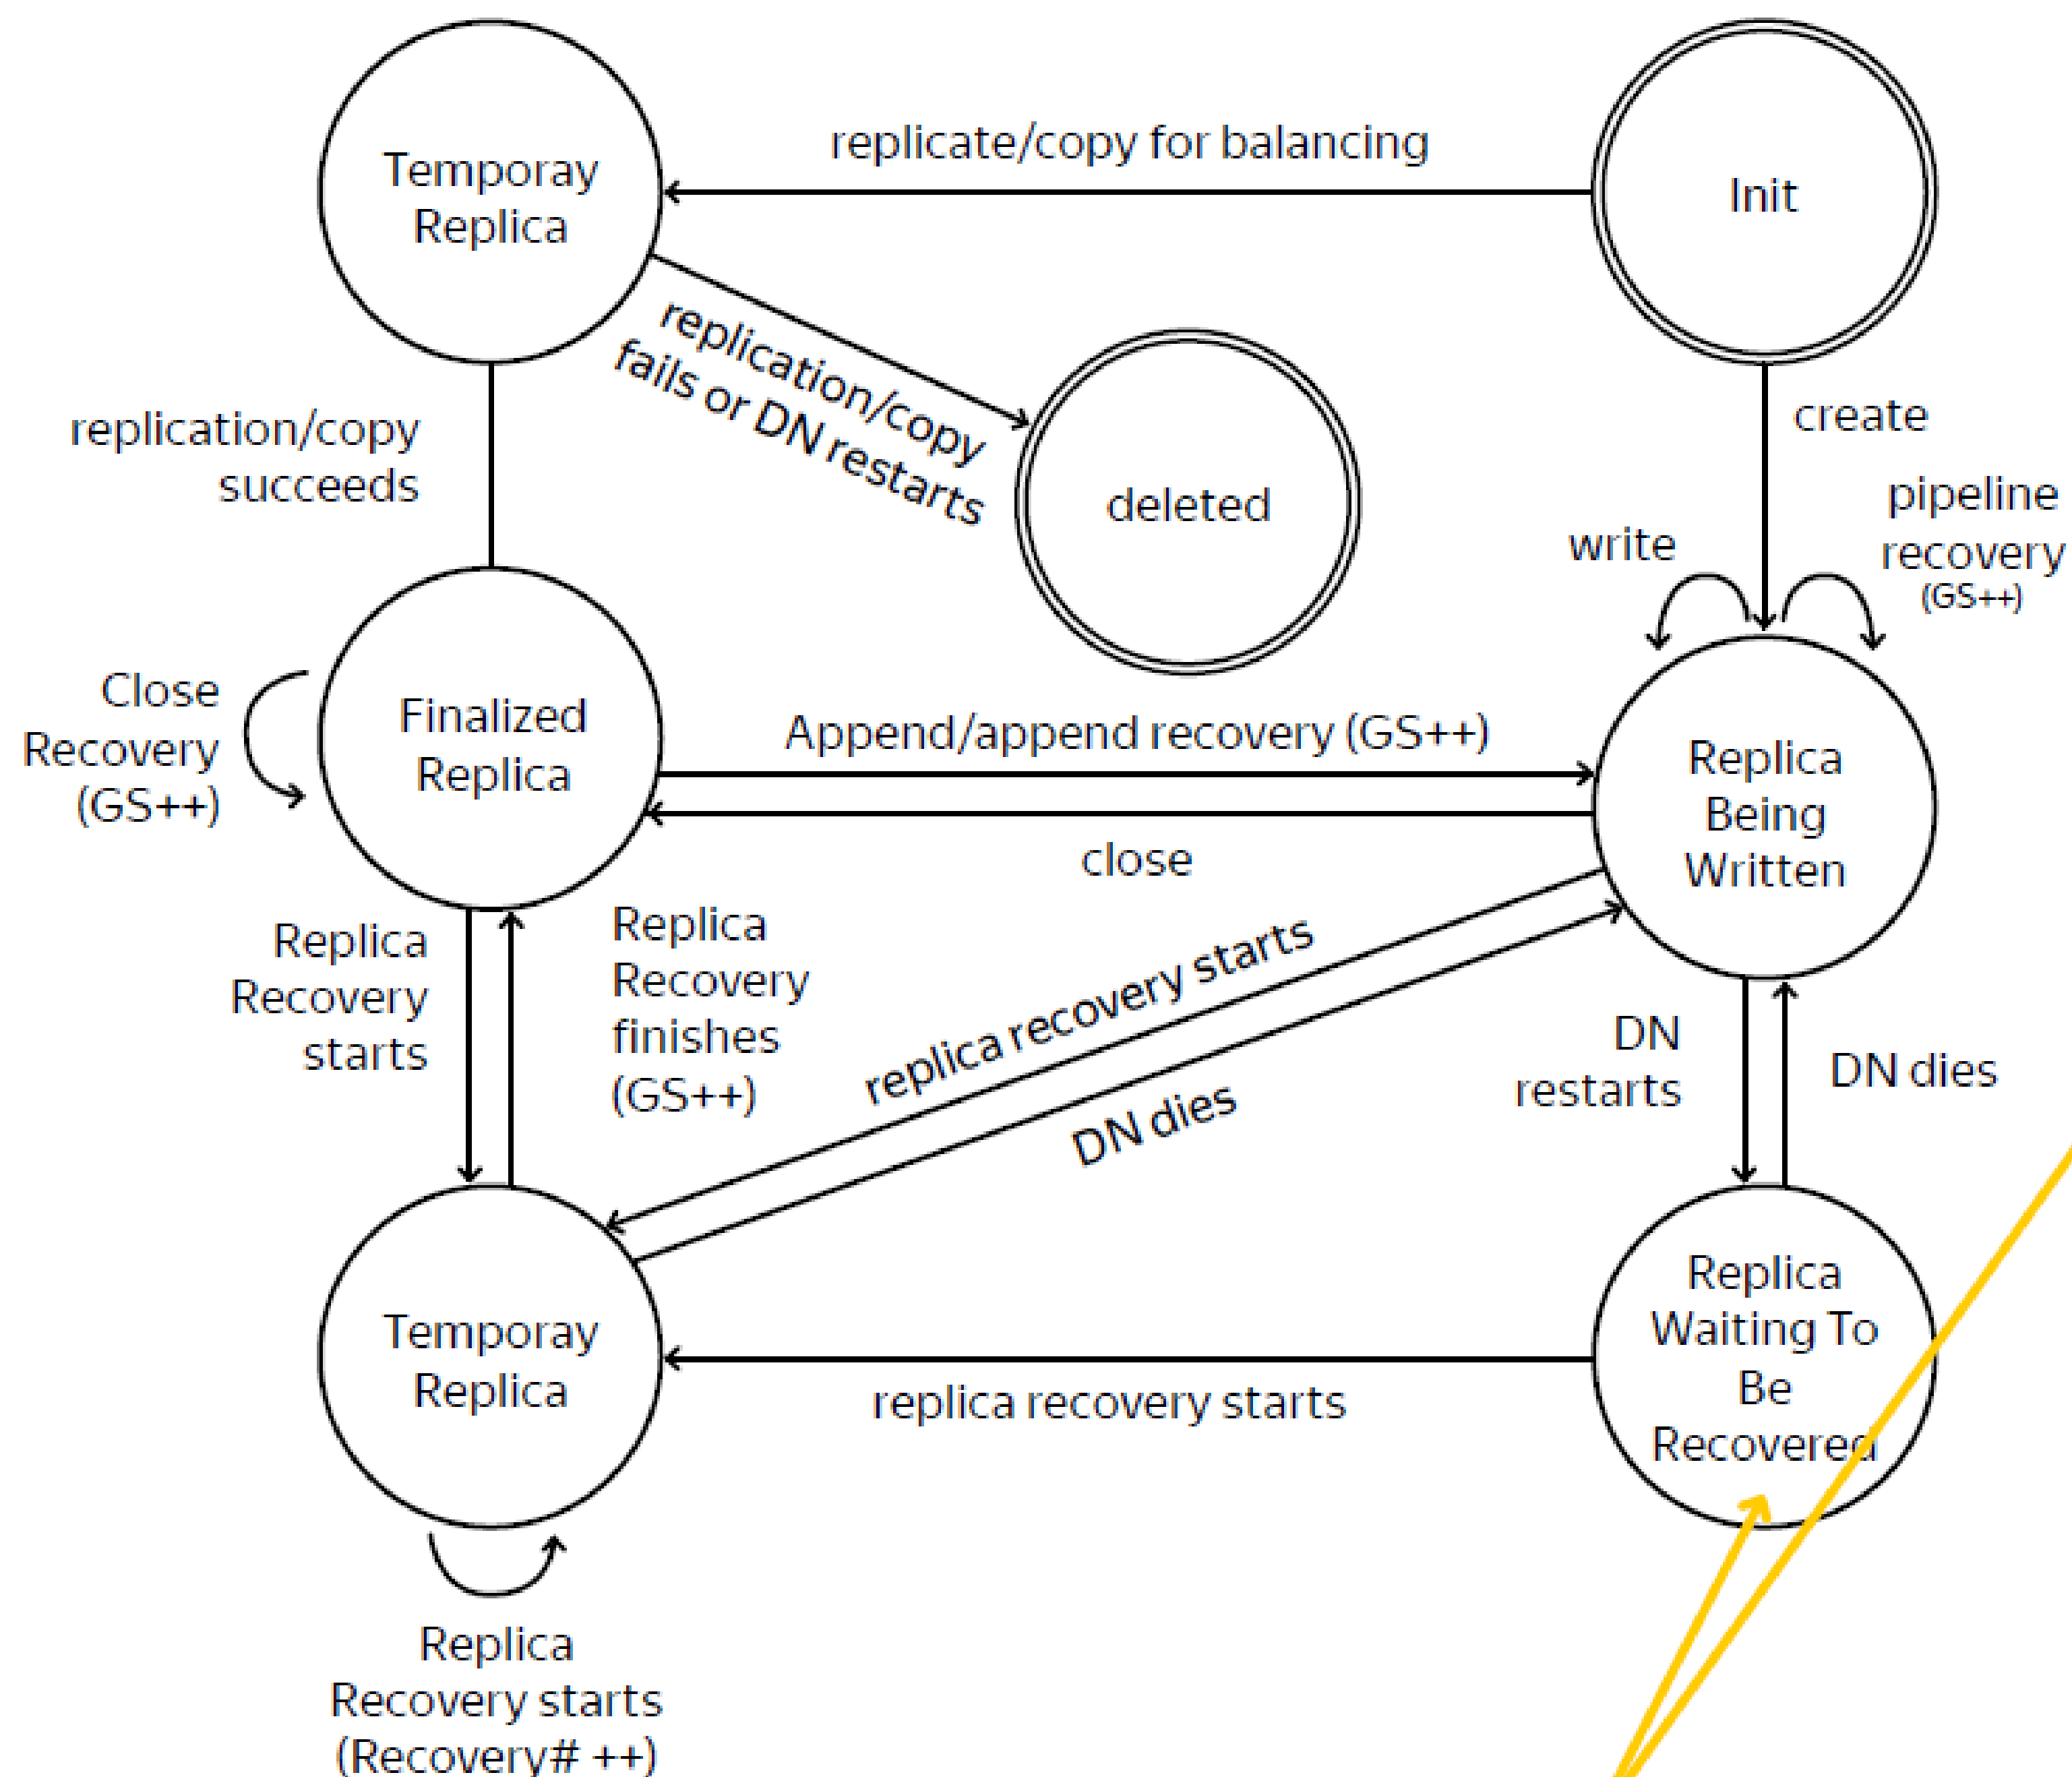 Temporay
Replica
replicate/copy for balancing
Init
replication/copy
fails or DN restarts
replication/copy
succeeds
deleted
create
write
pipeline
recovery
(GS++)
Close
Recovery
(GS++)
Finalized
Replica
Append/append recovery (GS++)
close
Replica
Being
Written
Replica
Recovery
starts
Replica
Recovery
finishes
(GS++)
replica recovery starts
DN dies
DN
restarts
DN dies
Temporay
Replica
replica recovery starts
Replica
Waiting To
Be
Recovered
Replica
Recovery starts
(Recovery# ++)